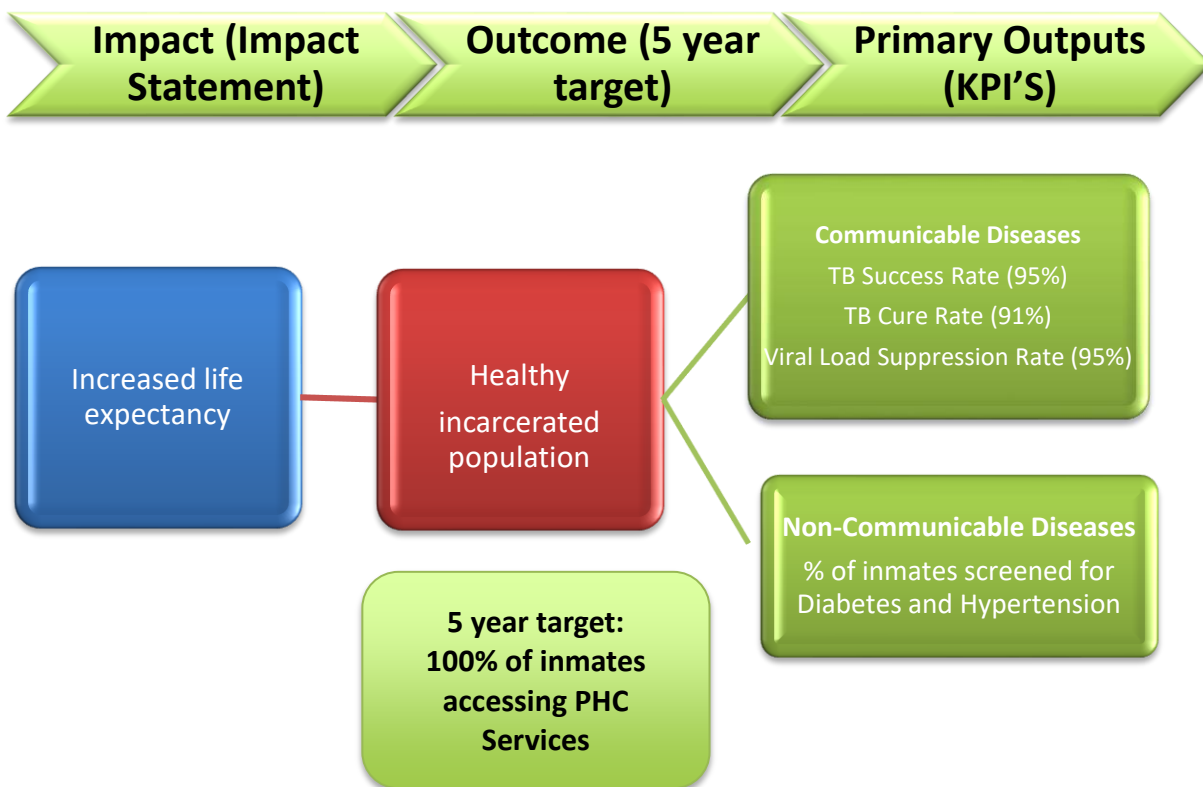 Impact (Impact
Statement)
Outcome (5 year
target)
Primary Outputs
(KPI'S)
Increased life
expectancy
Healthy
incarcerated
population
5 year target:
100% of inmates
accessing PHC
Services
Communicable Diseases
TB Success Rate (95%)
TB Cure Rate (91%)
Viral Load Suppression Rate (95%)
Non-Communicable Diseases
% of inmates screened for
Diabetes and Hypertension